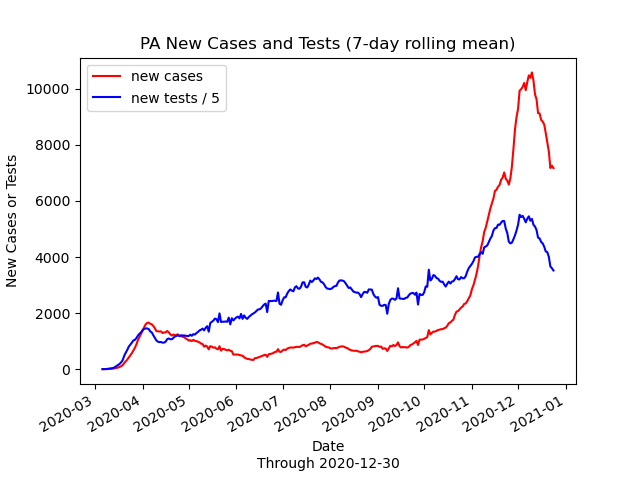 PA New Cases and Tests (7-day rolling mean)
new cases
new tests / 5
New Cases or Tests
10000
8000
6000
4000
2000
0
2020-03
2020-04
2020-05
2020-06
2020-07
2020-08
2020-09
2020-10
2020-11
2020-12
2021-01
Date
Through 2020-12-30